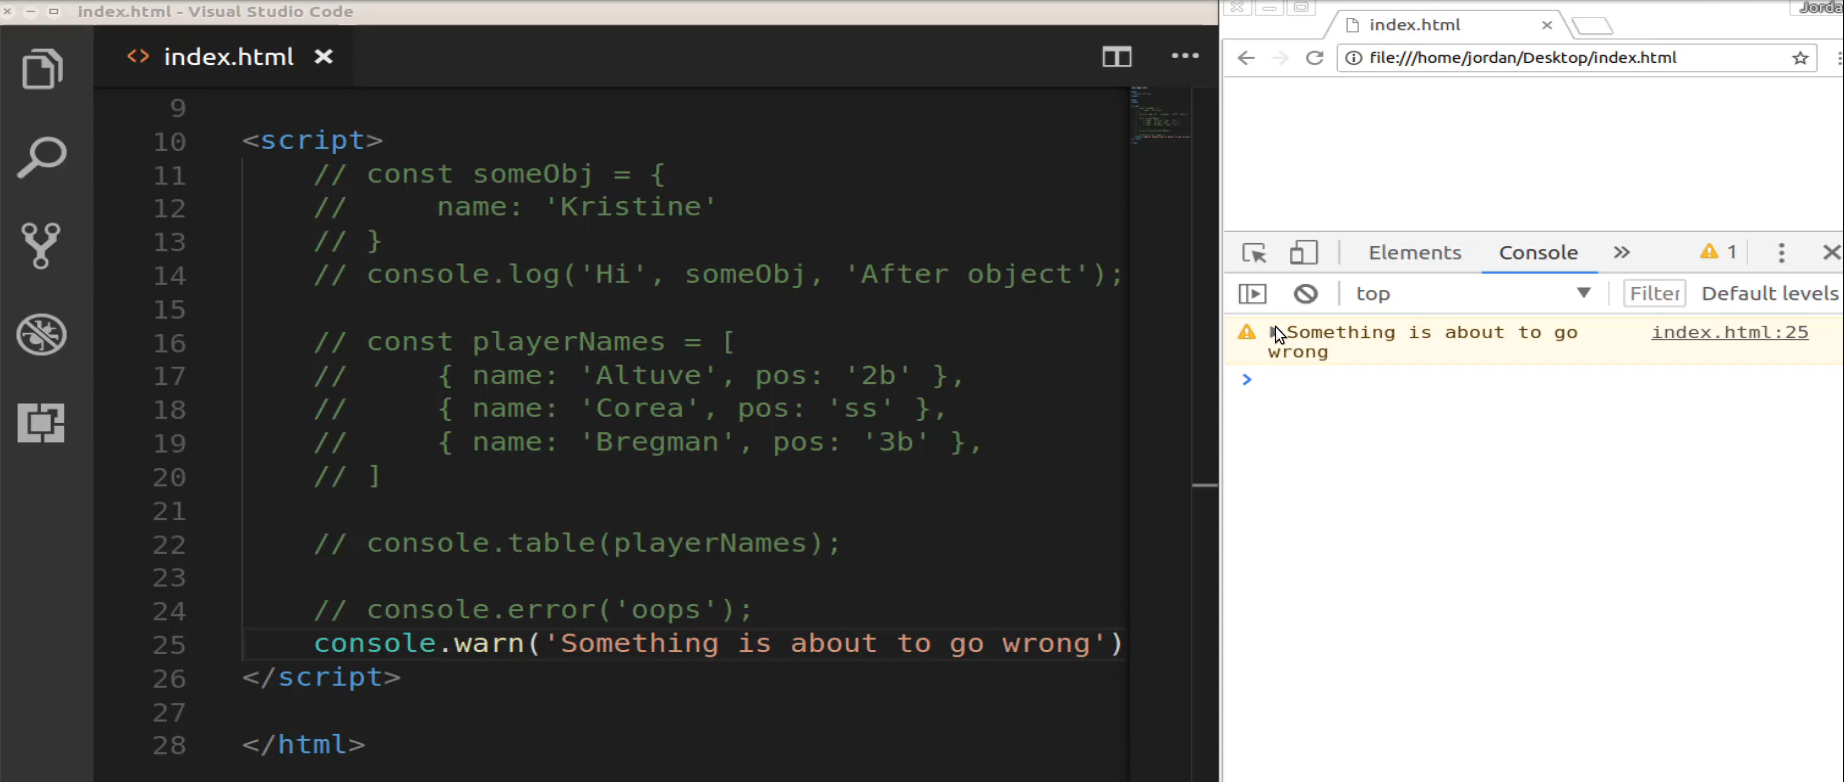 index.html - Visual Studio Code
index.html
9
10 <script>
11 // const someObj = {
12 //     name: 'Kristine'
13 // }
14 // console.log('Hi', someObj, 'After object');
15
16 // const playerNames = [
17 //     { name: 'Altuve', pos: '2b' },
18 //     { name: 'Corea', pos: 'ss' },
19 //     { name: 'Bregman', pos: '3b' },
20 // ]
21
22 // console.table(playerNames);
23
24 // console.error('oops');
25 console.warn('Something is about to go wrong')
26 </script>
27
28 </html>
Jorda
index.html
file:///home/jordan/Desktop/index.html
Elements Console » 1
top Filter Default levels
Something is about to go index.html:25
wrong
>